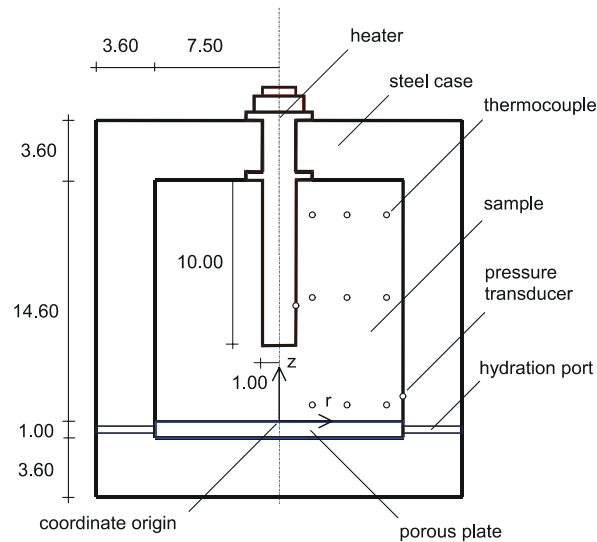 heater
3.60
7.50
steel case
thermocouple
3.60
sample
10.00
pressure
transducer
14.60
z
hydration port
1.00
r
1.00
3.60
coordinate origin
porous plate